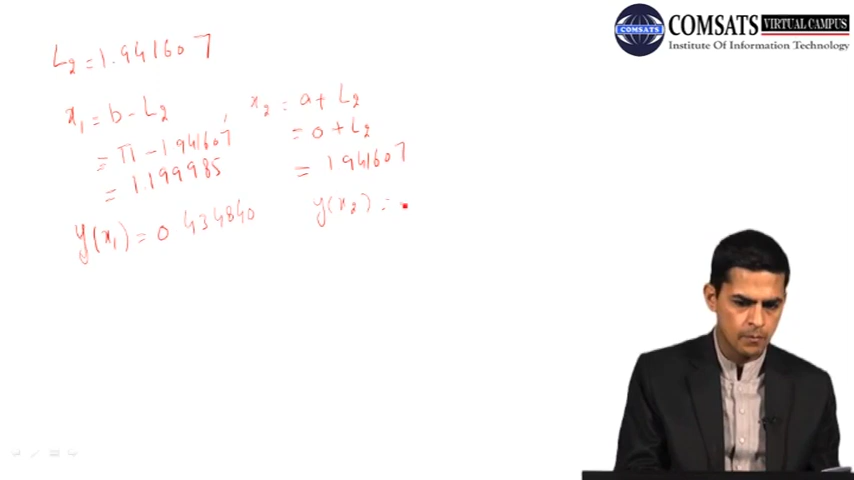 COMSATS VIRTUAL CAMPUS
COMSATS
Institute Of Information Technology
L₂ = 1.941607
x₁ = b - L₂
= π - 1.941607
= 1.199985
y(x₁) = 0 434840
x₂ = a + L₂
= 0 + L₂
= 1 941607
y(x₂) =